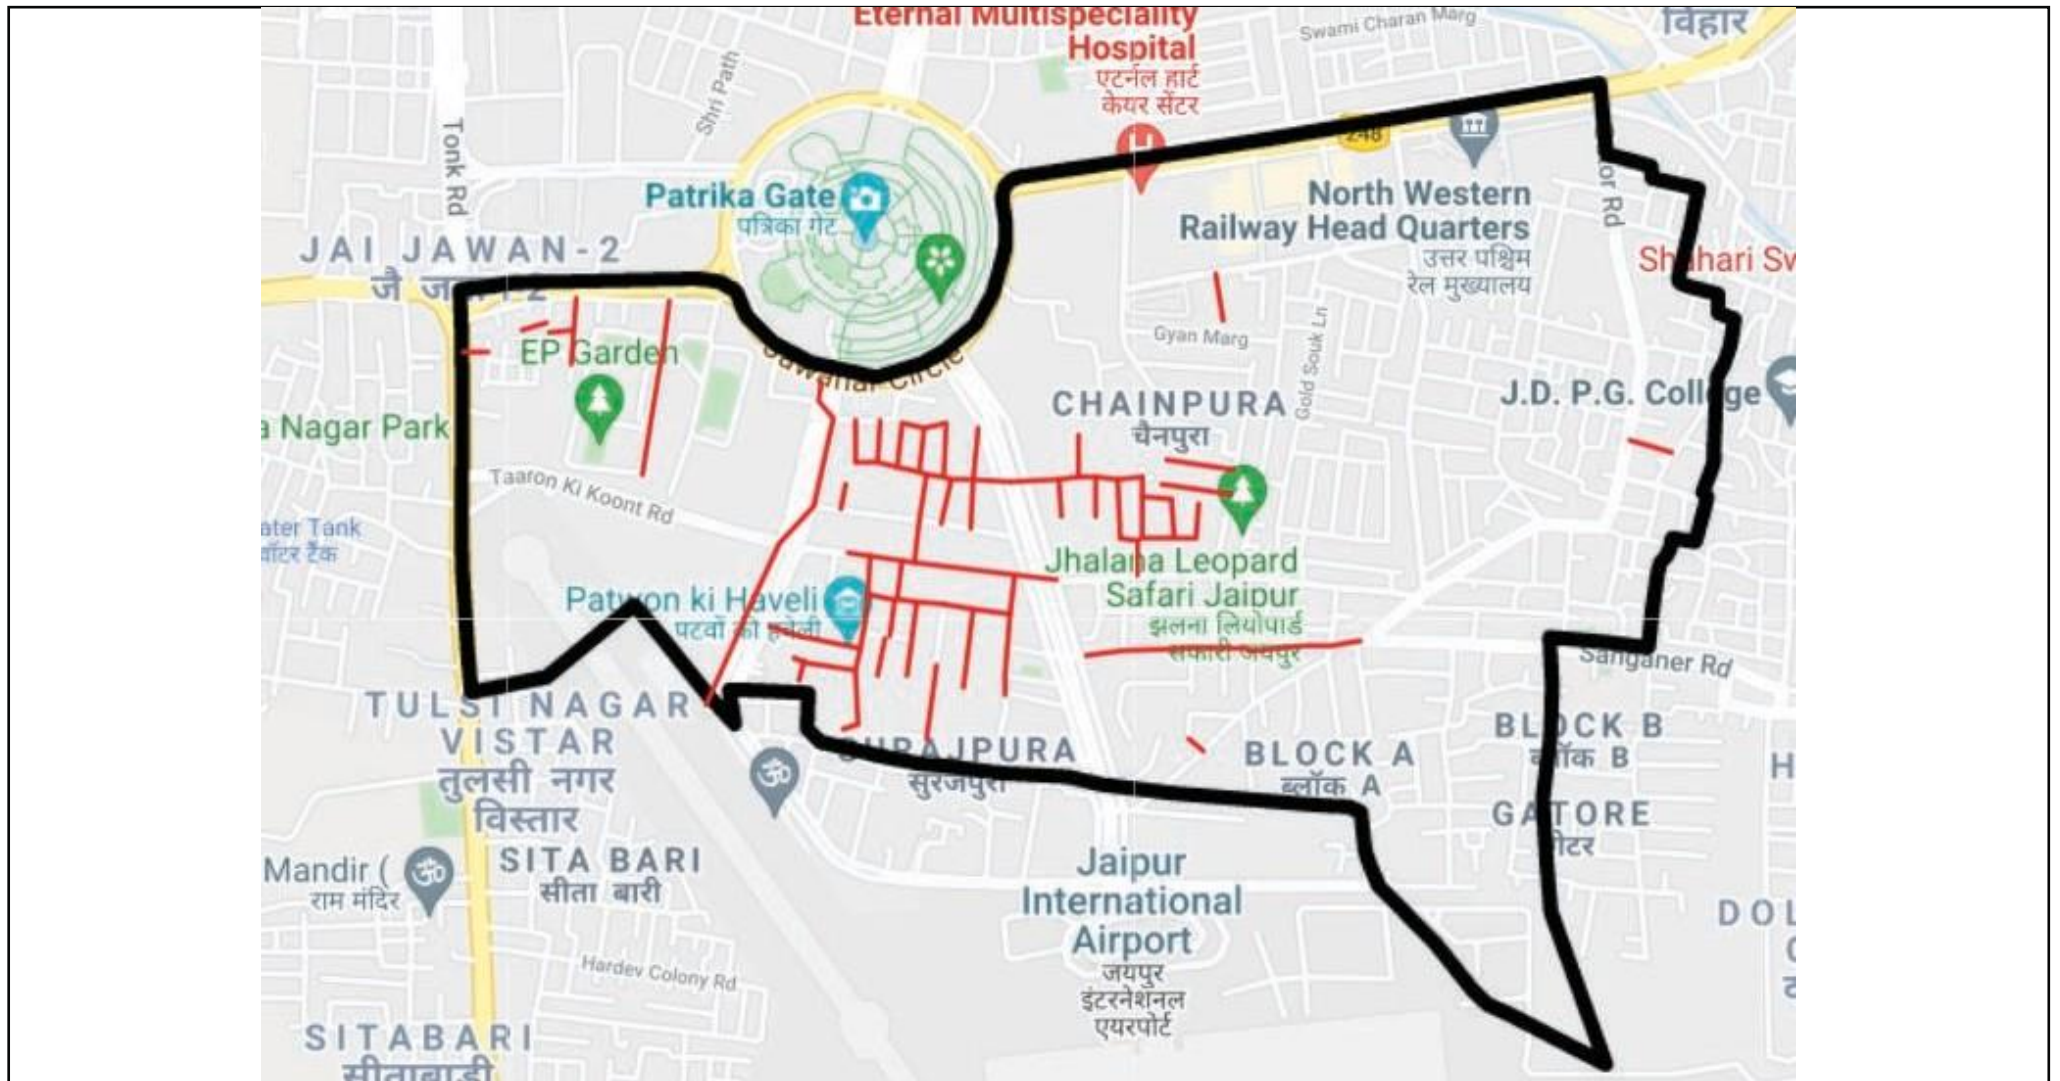 Eternal Multispeciality
Hospital
एटर्नल हार्ट
केयर सेंटर
Swami Charan Marg
विहार
Shri Path
Tonk Rd
248
Patrika Gate
पत्रिका गेट
North Western
Railway Head Quarters
उत्तर पश्चिम
रेल मुख्यालय
JAI JAWAN-2
Jawahar Circle
EP Garden
Gyan Marg
Gold Souk Ln
CHAINPURA
चैनपुरा
J.D. P.G.
Nagar Park
Taaron Ki Koont Rd
Tank
Jhalana Leopard
Safari Jaipur
झलना लियोपार्ड
सफारी जयपुर
Patwon ki Haveli
पटवों की हवेली
Sanganer Rd
TULSI NAGAR
VISTAR
तुलसी नगर
विस्तार
SURAJPURA
सुरजपुरा
BLOCK A
ब्लॉक A
BLOCK B
ब्लॉक B
GATORE
Mandir (
राम मंदिर
SITA BARI
सीता बारी
Jaipur
International
Airport
जयपुर
इंटरनेशनल
एयरपोर्ट
Hardev Colony Rd
SITABARI
सीताबाड़ी